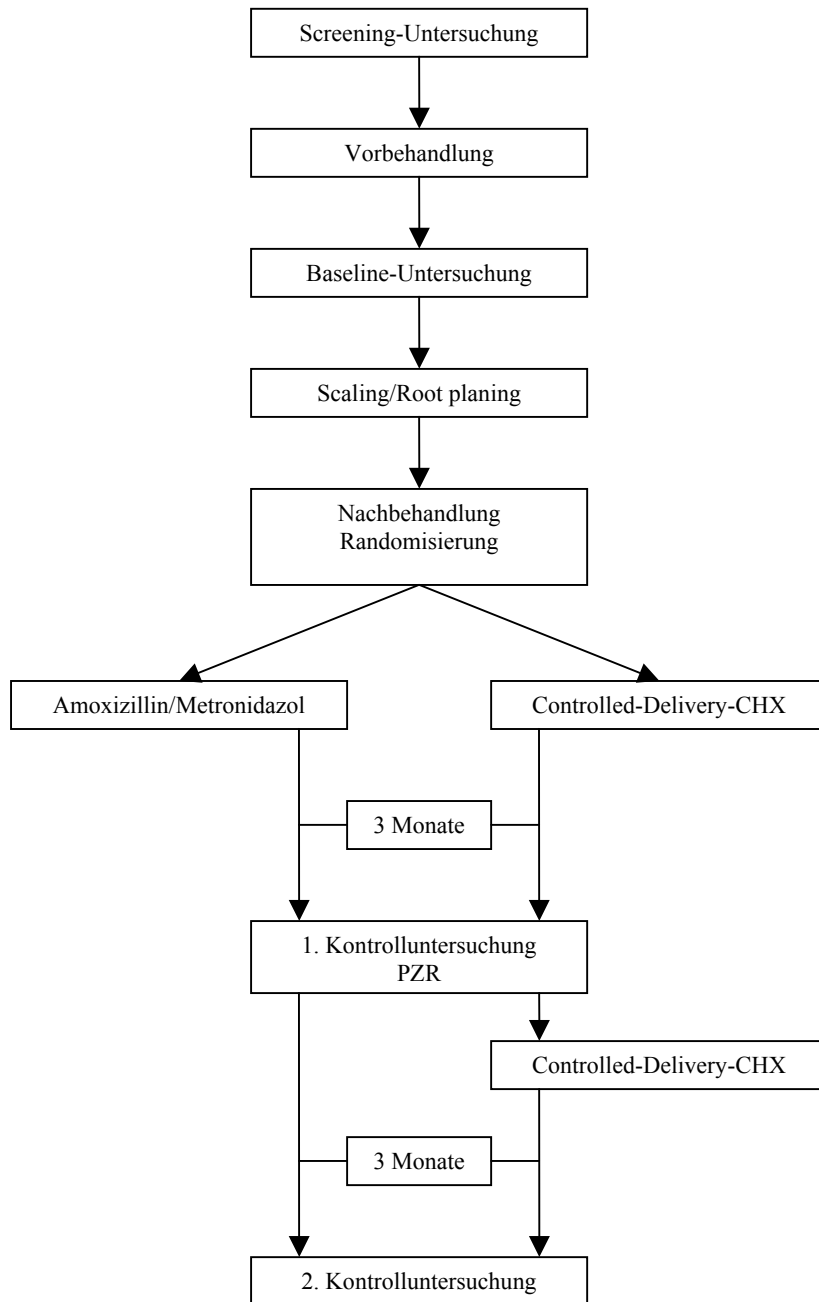 Screening-Untersuchung
Vorbehandlung
Baseline-Untersuchung
Scaling/Root planing
Nachbehandlung
Randomisierung
Amoxizillin/Metronidazol
Controlled-Delivery-CHX
3 Monate
1. Kontrolluntersuchung
PZR
Controlled-Delivery-CHX
3 Monate
2. Kontrolluntersuchung